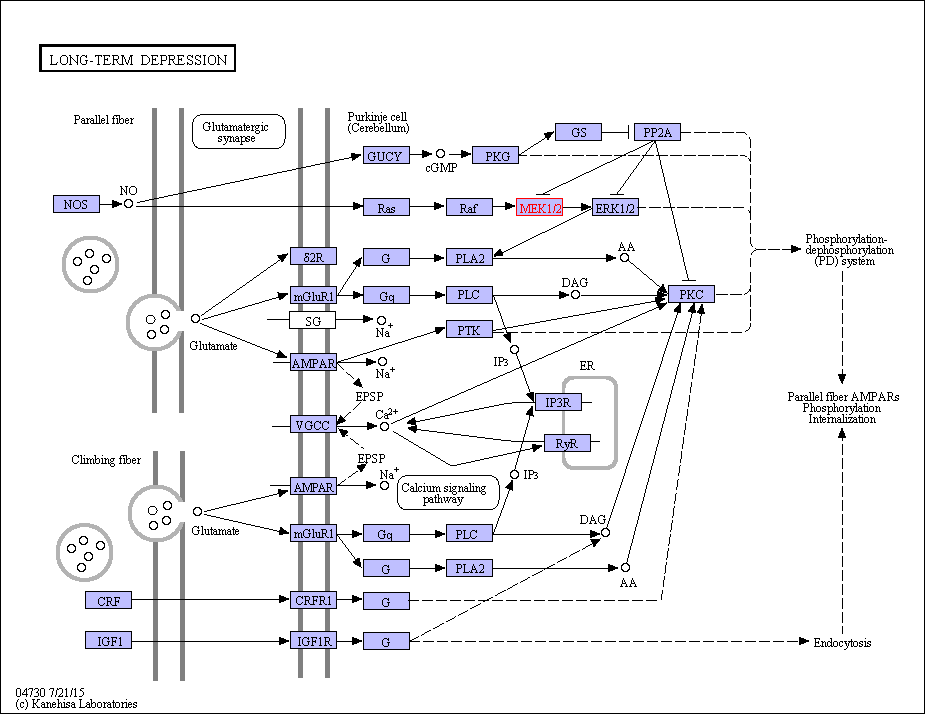 LONG-TERM DEPRESSION
Parallel fiber
Glutamatergic
synapse
Purkinje cell
(Cerebellum)
GS
PP2A
GUCY
cGMP
PKG
NO
NOS
Ras
Raf
MEK1/2
ERK1/2
δ2R
G
PLA2
AA
Phosphorylation-
dephosphorylation
(PD) system
mGluR1
Gq
PLC
DAG
PKC
SG
Na+
PTK
Glutamate
AMPAR
Na+
IP3
ER
EPSP
IP3R
Parallel fiber AMPARs
Phosphorylation
Internalization
VGCC
Ca2+
RyR
Climbing fiber
EPSP
Na+
IP3
AMPAR
Calcium signaling
pathway
Glutamate
mGluR1
Gq
PLC
DAG
G
PLA2
AA
CRF
CRFR1
G
IGF1
IGF1R
G
Endocytosis
04730 7/21/15
(c) Kanehisa Laboratories